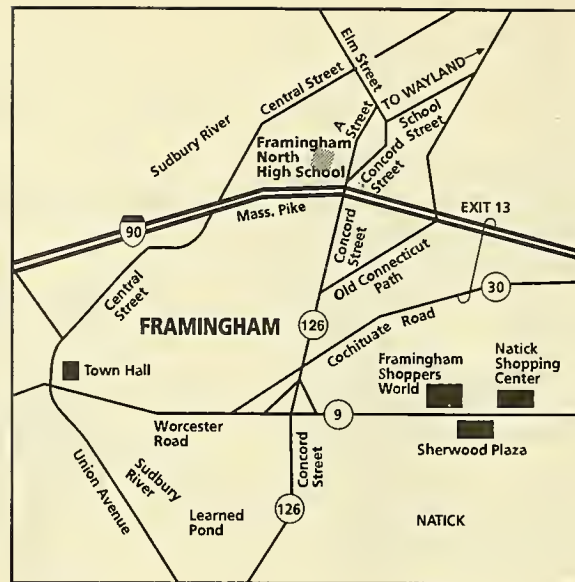 Elm Street
Central Street
TO WAYLAND
A
Street
School
Concord Street
Sudbury River
Framingham
North
High School
Concord
Street
EXIT 13
Mass. Pike
90
Concord
Street
Old Connecticut
Path
30
Central
Street
FRAMINGHAM
126
Cochituate Road
Framingham
Shoppers
World
Natick
Shopping
Center
Town Hall
9
Worcester
Road
Sherwood Plaza
Union Avenue
Sudbury
River
Concord
Street
Learned
Pond
126
NATICK